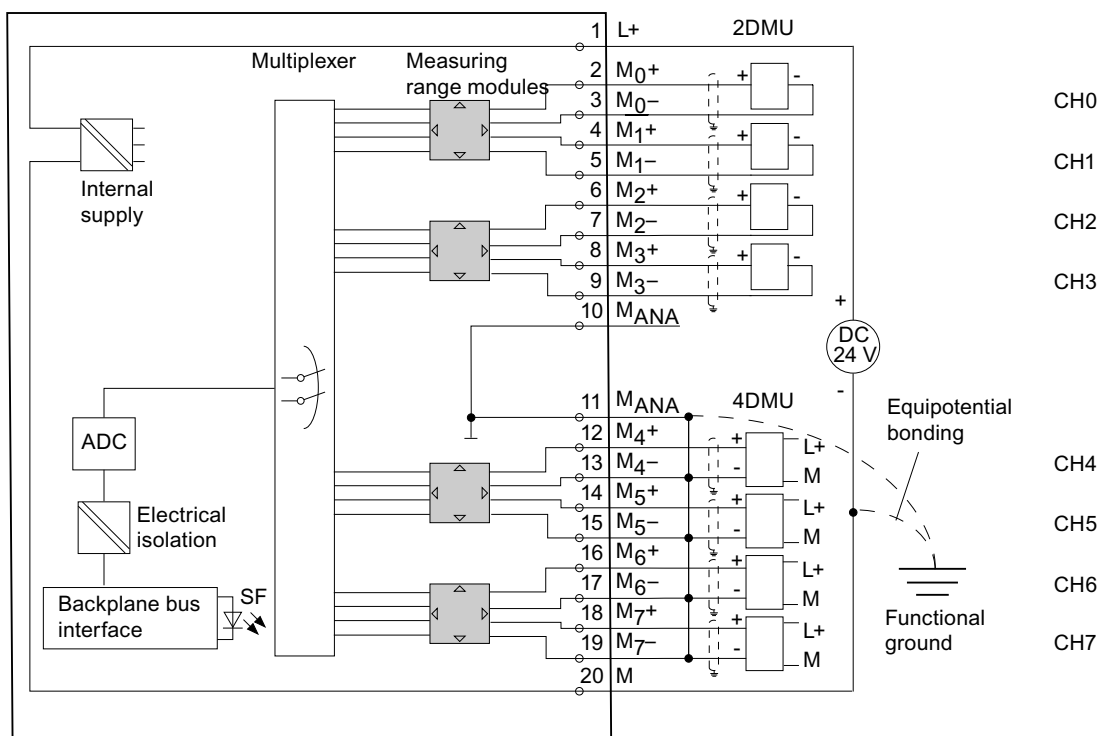 1 L+ 2DMU
Multiplexer
Measuring
range modules
2 M0+
+ -
3 M0–
CH0
4 M1+
+ -
5 M1–
CH1
Internal
supply
6 M2+
+ -
7 M2–
CH2
8 M3+
+ -
9 M3–
CH3
10 MANA
+
DC
24 V
-
11 MANA
4DMU
Equipotential
bonding
ADC
12 M4+
+ L+
13 M4–
- M
CH4
14 M5+
+ L+
Electrical
isolation
15 M5–
- M
CH5
16 M6+
+ L+
17 M6–
- M
CH6
Backplane bus
interface
SF
18 M7+
+ L+
Functional
ground
19 M7–
- M
CH7
20 M